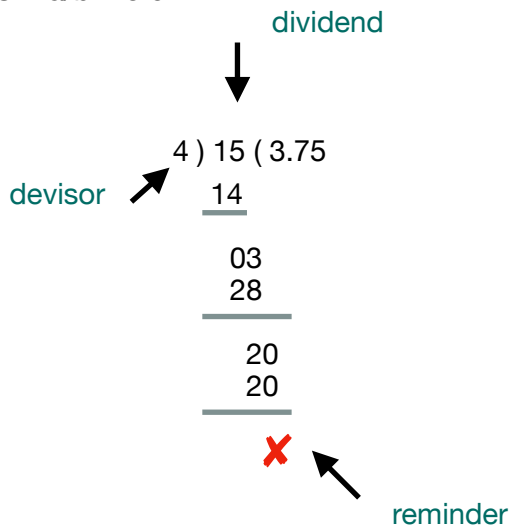 dividend
4 ) 15 ( 3.75
devisor
14
03
28
20
20
✘
reminder